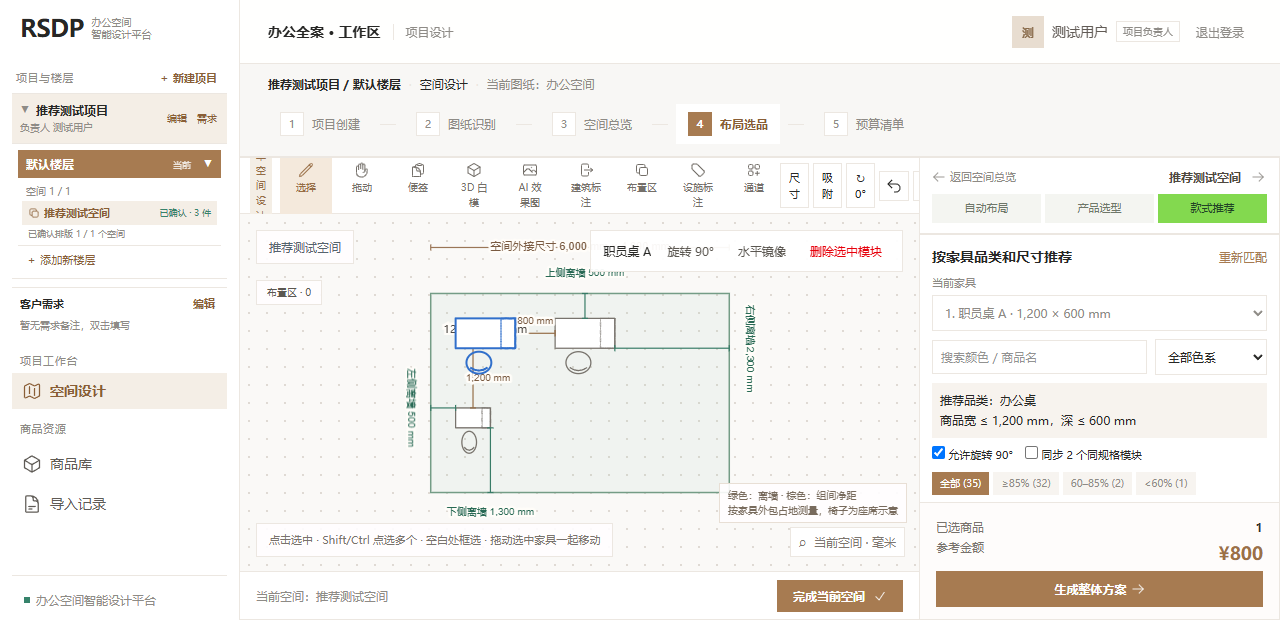 RSDP
办公空间
智能设计平台
项目与楼层
+ 新建项目
▼ 推荐测试项目
负责人 测试用户
编辑 需求
默认楼层
当前 ▼
空间 1 / 1
推荐测试空间
已确认 · 3 件
已确认排版 1 / 1 个空间
+ 添加新楼层
客户需求
编辑
暂无需求备注，双击填写
项目工作台
空间设计
商品资源
商品库
导入记录
办公空间智能设计平台
办公全案 • 工作区
项目设计
测
测试用户
项目负责人
退出登录
推荐测试项目 / 默认楼层 · 空间设计 · 当前图纸：办公空间
1 项目创建
2 图纸识别
3 空间总览
4 布局选品
5 预算清单
空间设
选择
拖动
便签
3D 白模
AI 效果图
建筑标注
布置区
设施标注
通道
尺寸
吸附
↻ 0°
推荐测试空间
布置区 · 0
空间外接尺寸·6,000
职员桌 A
旋转 90°
水平镜像
删除选中模块
上侧离墙 500 mm
12
800 mm
m
1,200 mm
右侧离墙 2,300 mm
左侧离墙 500 mm
下侧离墙 1,300 mm
绿色：离墙 · 棕色：组间净距
按家具外包占地测量，椅子为座席示意
点击选中 · Shift/Ctrl 点选多个 · 空白处框选 · 拖动选中家具一起移动
当前空间 · 毫米
当前空间：推荐测试空间
完成当前空间
返回空间总览
推荐测试空间
自动布局
产品选型
款式推荐
按家具品类和尺寸推荐
重新匹配
当前家具
1. 职员桌 A · 1,200 × 600 mm
搜索颜色 / 商品名
全部色系
推荐品类：办公桌
商品宽 ≤ 1,200 mm，深 ≤ 600 mm
允许旋转 90°
同步 2 个同规格模块
全部 (35)
≥85% (32)
60–85% (2)
<60% (1)
已选商品
1
参考金额
¥800
生成整体方案